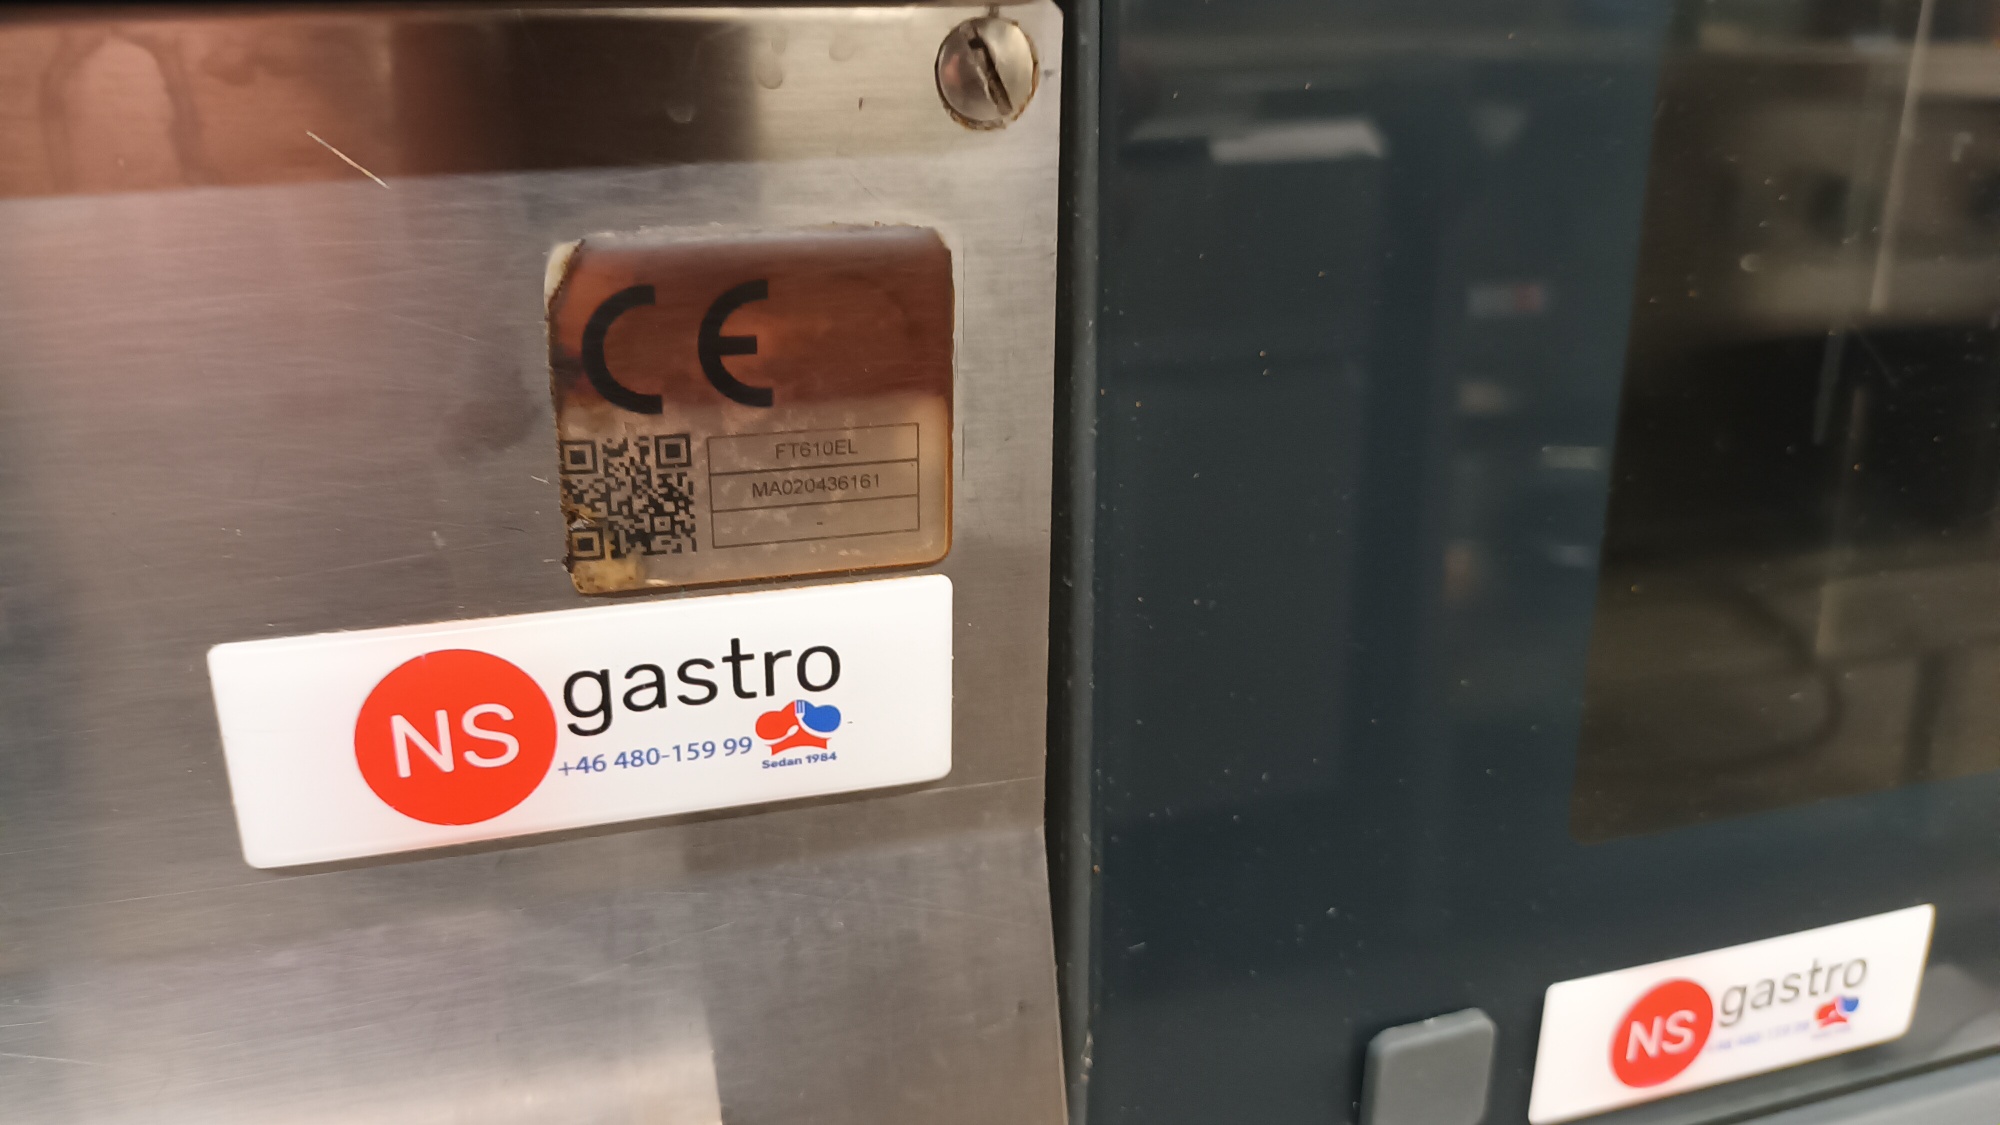 CE
FT610EL
MA020436161
-
NS gastro
+46 480-159 99
Sedan 1984
NS gastro